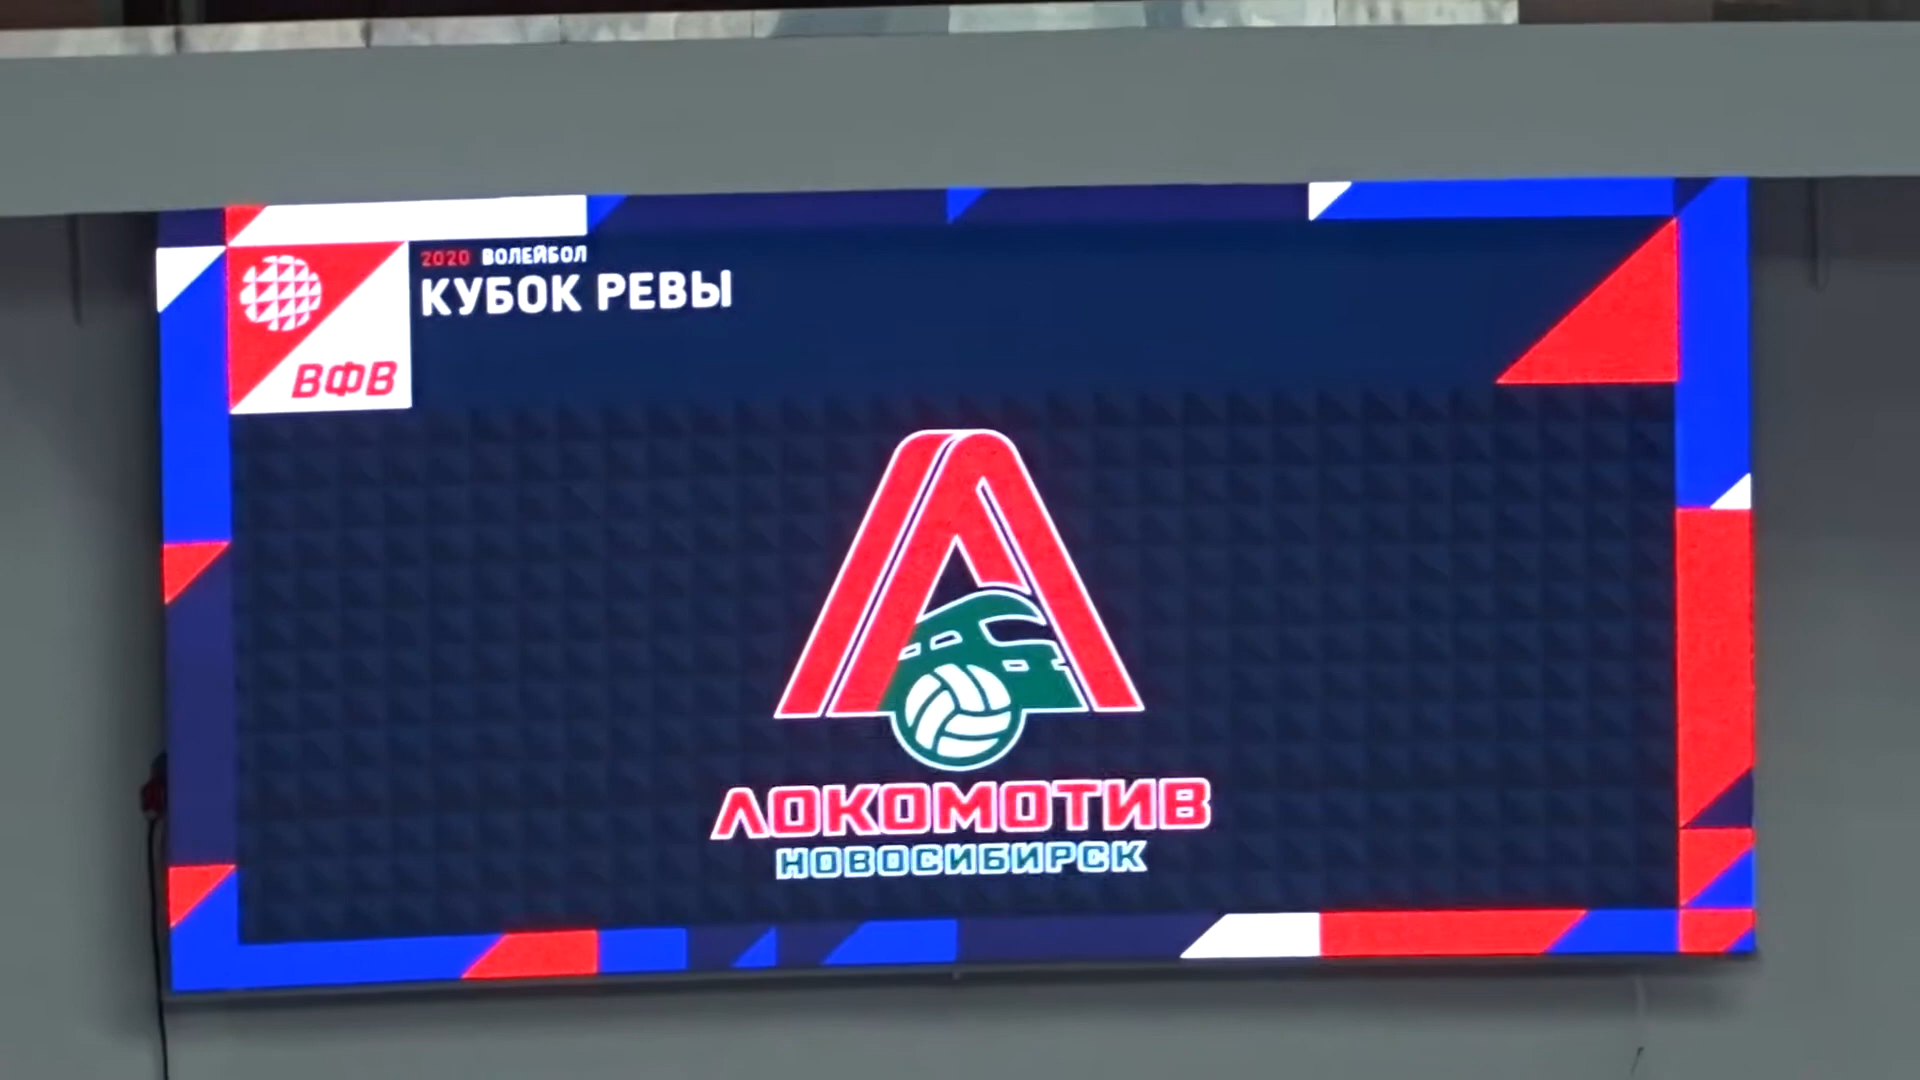 2020 ВОЛЕЙБОЛ
КУБОК РЕВЫ
ВФВ
ЛОКОМОТИВ
НОВОСИБИРСК